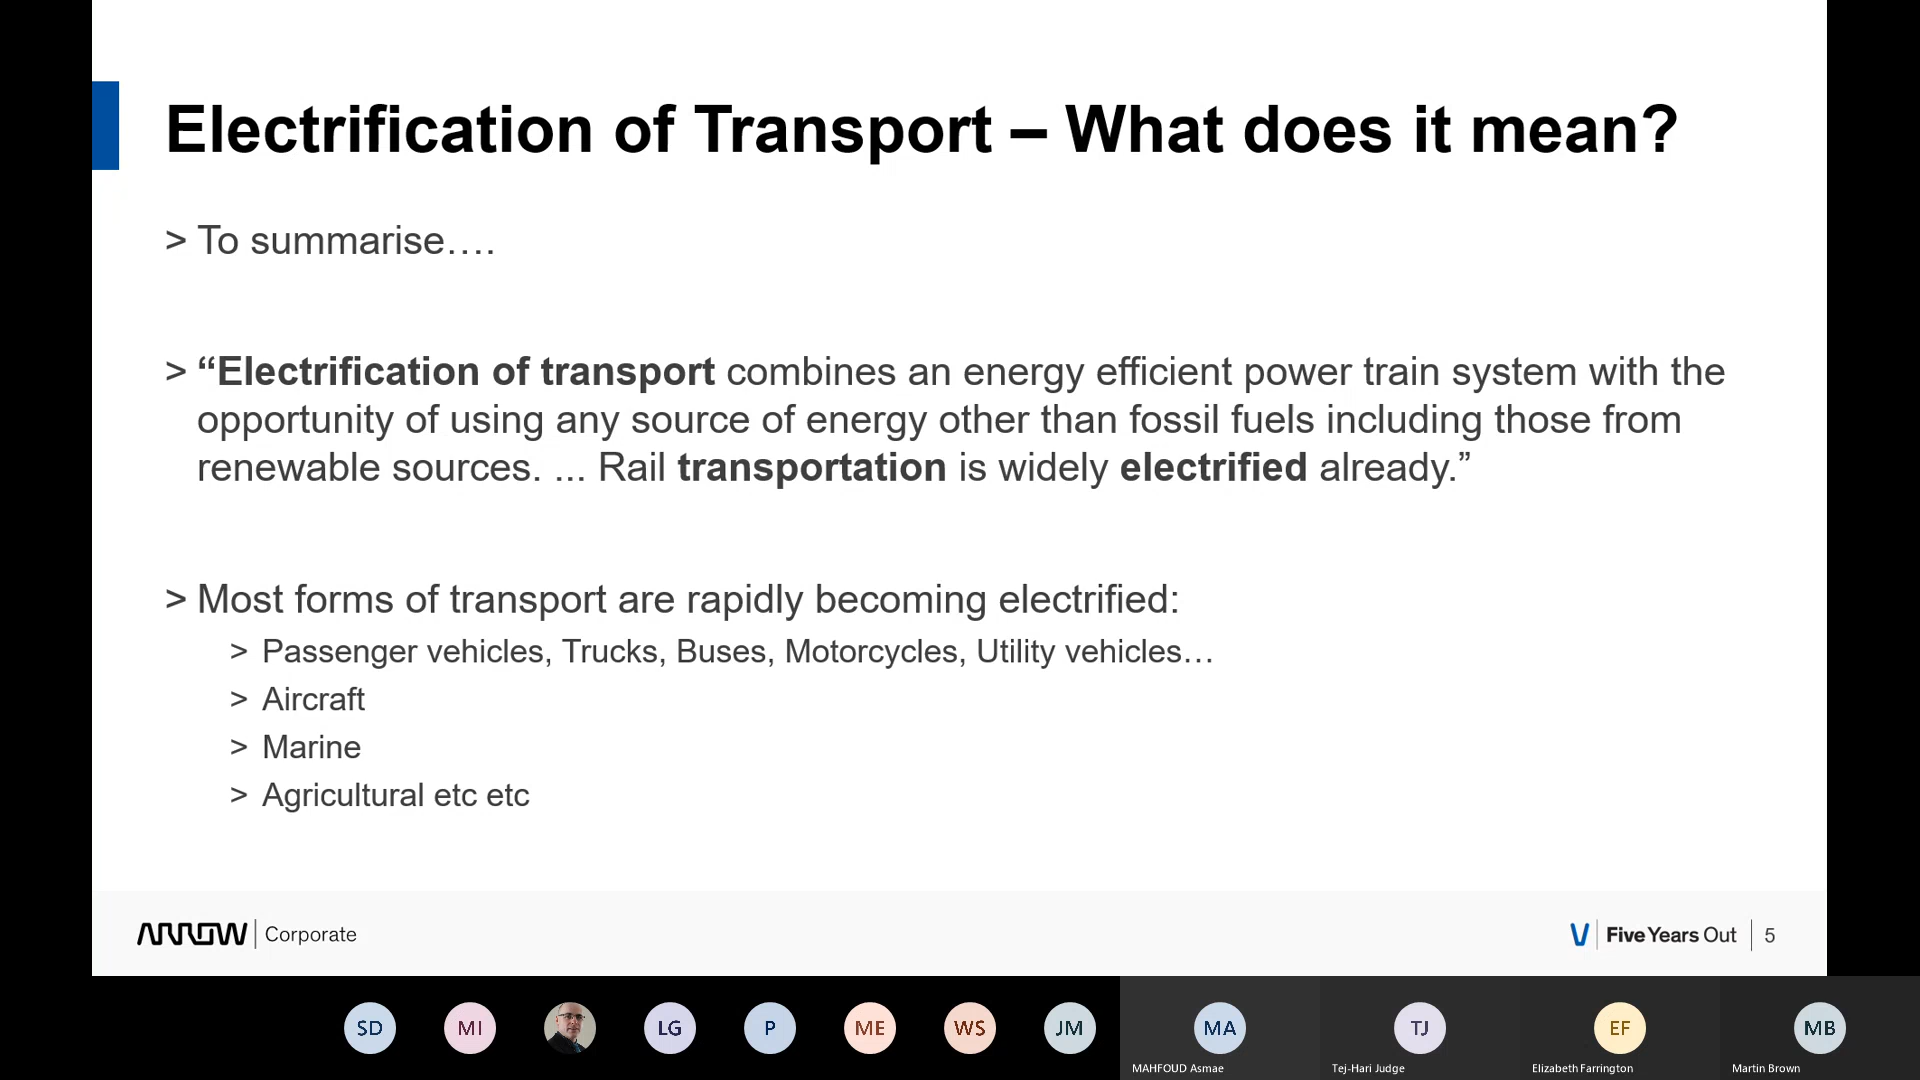 Electrification of Transport – What does it mean?
> To summarise….
> “Electrification of transport combines an energy efficient power train system with the
opportunity of using any source of energy other than fossil fuels including those from
renewable sources. ... Rail transportation is widely electrified already.”
> Most forms of transport are rapidly becoming electrified:
> Passenger vehicles, Trucks, Buses, Motorcycles, Utility vehicles…
> Aircraft
> Marine
> Agricultural etc etc
ARROW | Corporate
Five Years Out | 5
SD MI LG P ME WS JM MA TJ EF MB
MAHFOUD Asmae Tej-Hari Judge Elizabeth Farrington Martin Brown